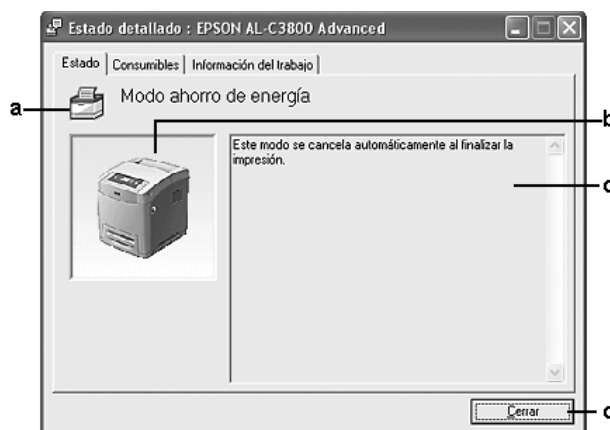 Estado detallado : EPSON AL-C3800 Advanced
Estado Consumibles Información del trabajo
a
Modo ahorro de energía
b
Este modo se cancela automáticamente al finalizar la
impresión.
Cerrar